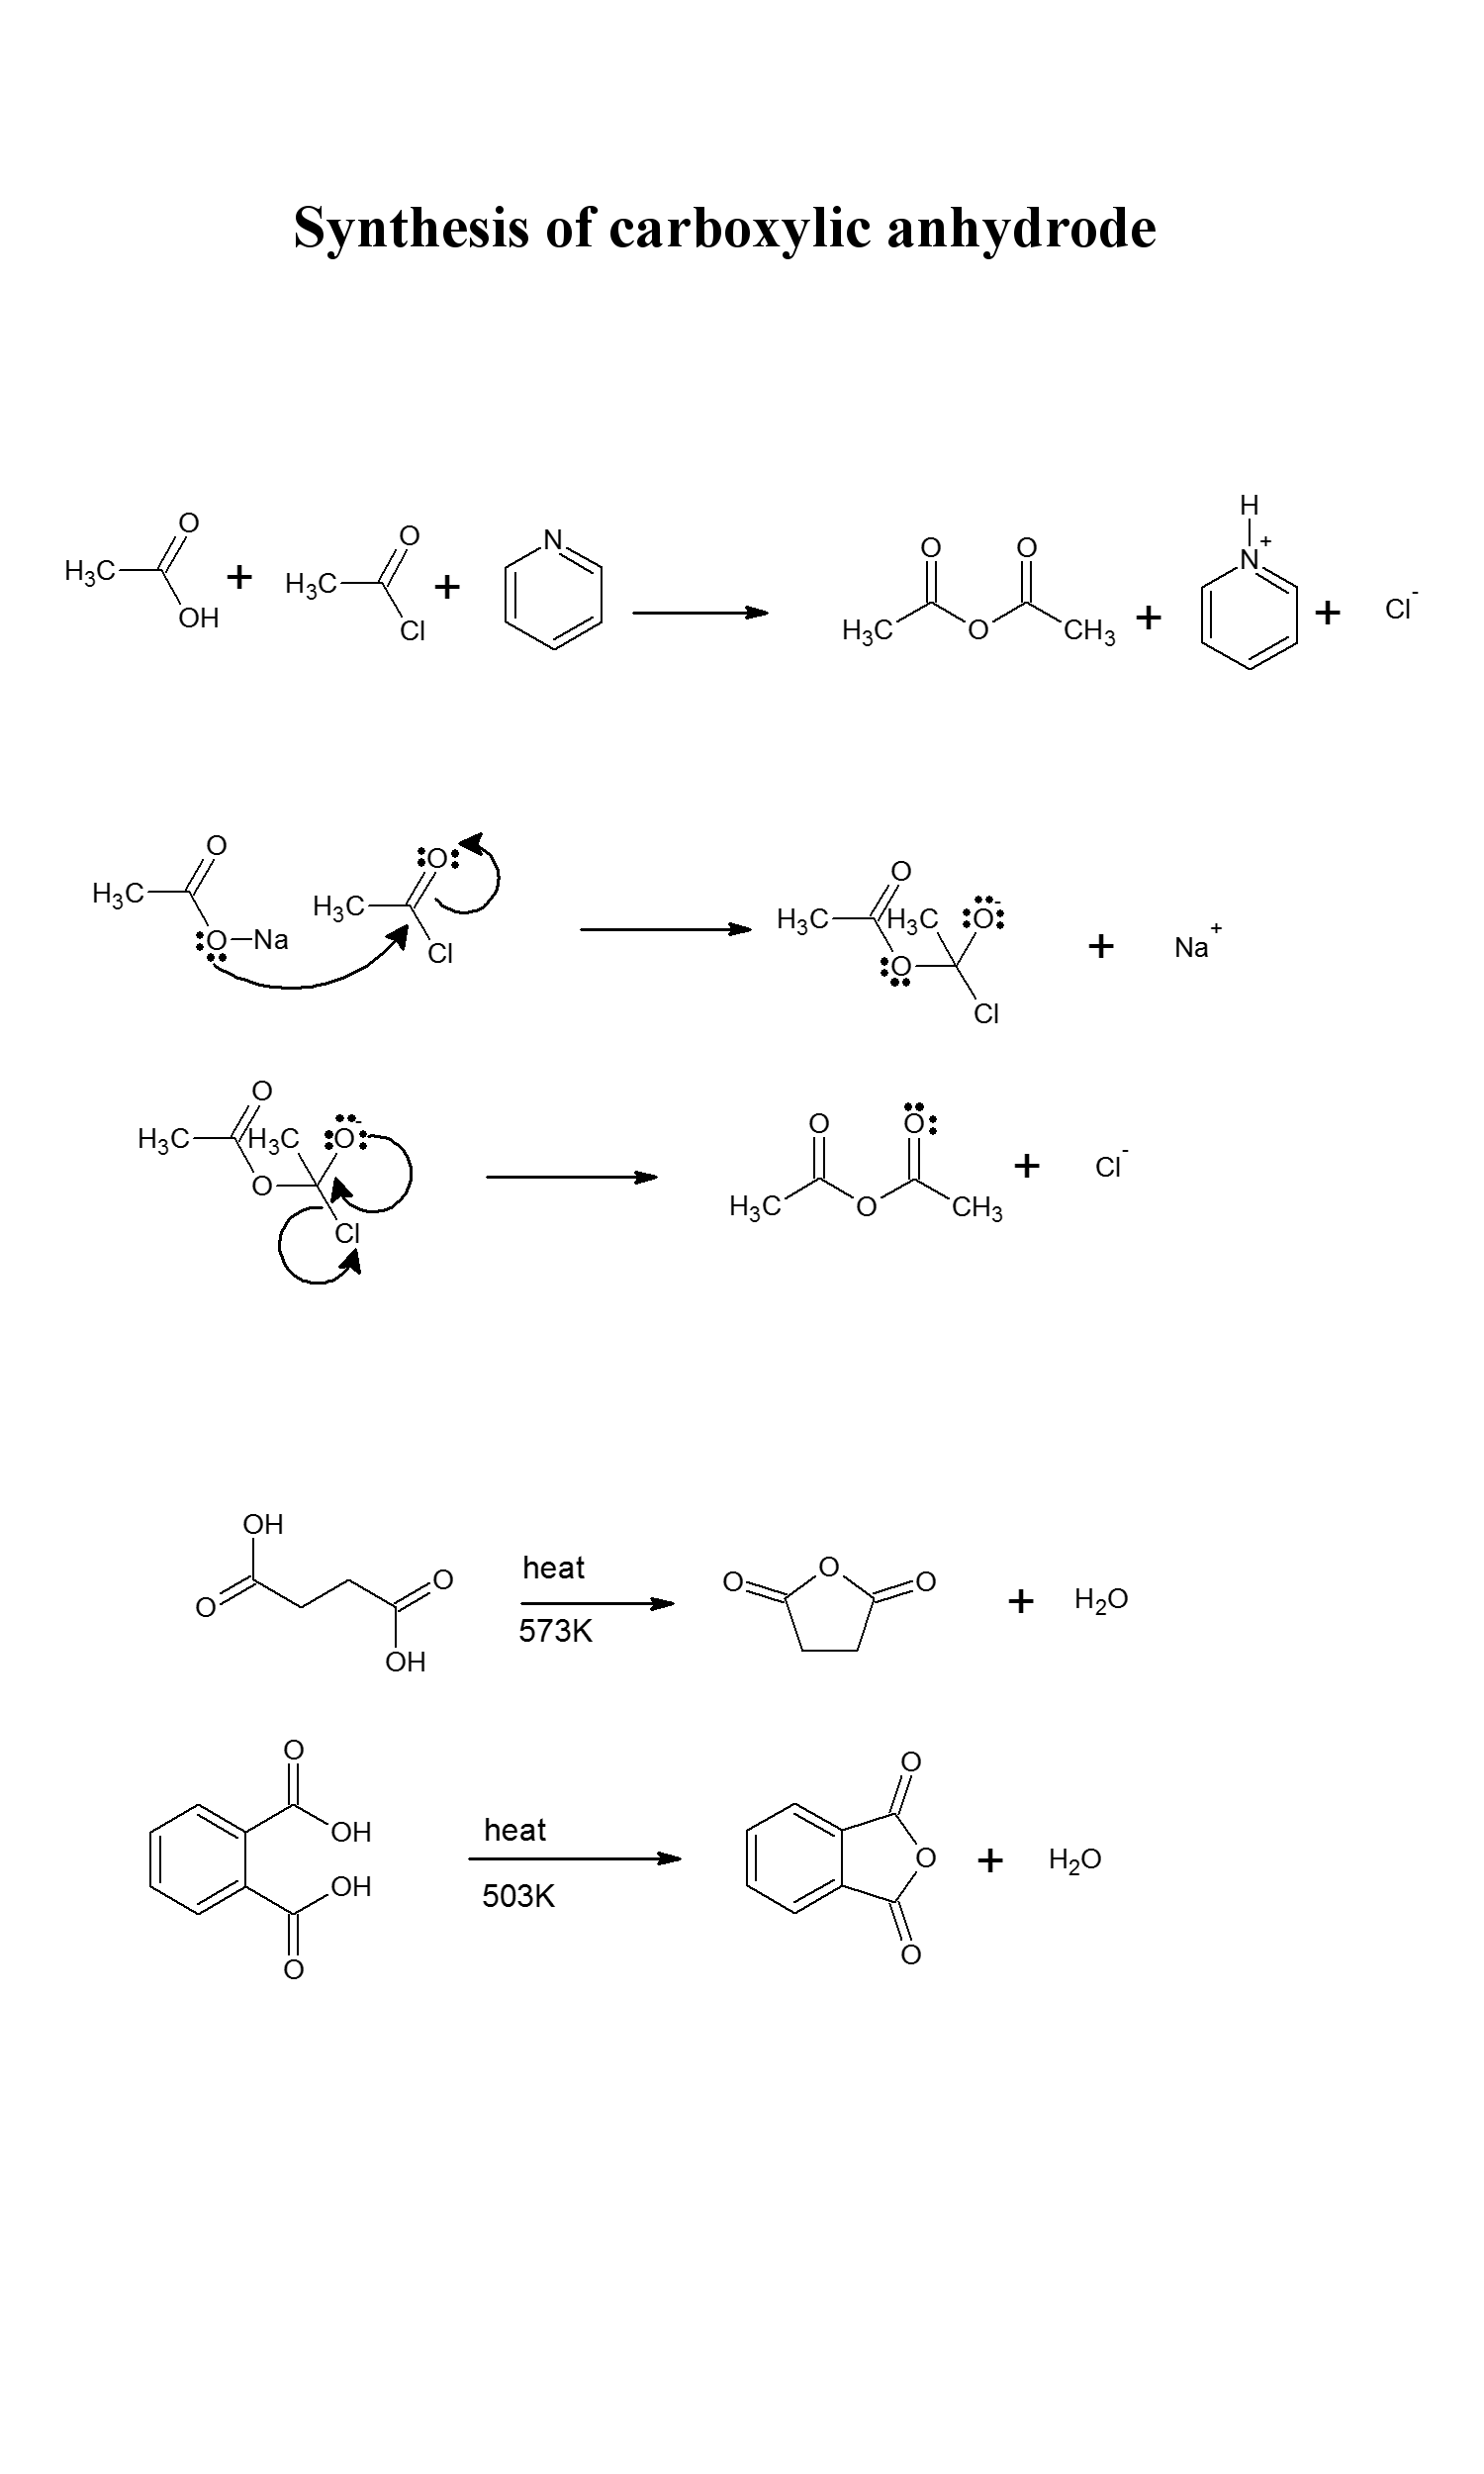 Synthesis of carboxylic anhydrode
H₃C O OH + H₃C O Cl + N O O H₃C O CH₃ + H N⁺ + Cl⁻
H₃C O O Na H₃C O Cl H₃C O H₃C O⁻ O Cl + Na⁺
H₃C O H₃C O⁻ O Cl O O H₃C O CH₃ + Cl⁻
OH O O OH
heat
573K
O O O + H₂O
O OH OH O
heat
503K
O O O + H₂O